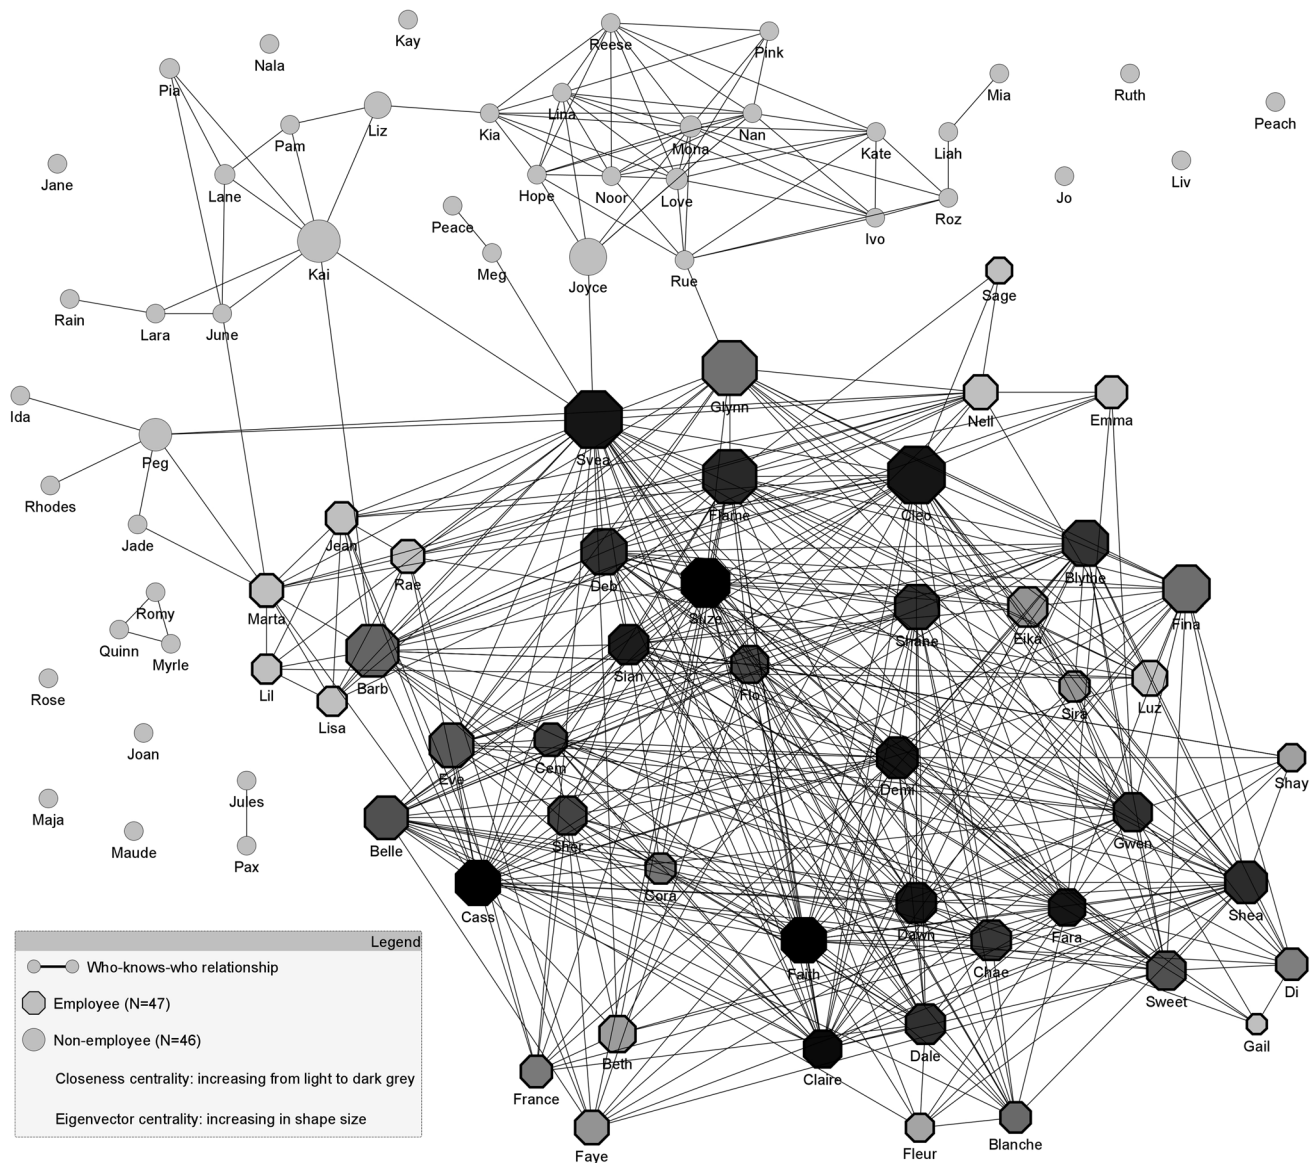 Kay
Nala
Reese
Pink
Pia
Mia
Ruth
Peach
Lina
Liz
Kia
Nan
Pam
Mona
Kate
Liah
Jane
Lane
Hope
Noor
Love
Jo
Liv
Roz
Peace
Ivo
Kai
Meg
Joyce
Rue
Sage
Rain
Lara
June
Ida
Glynn
Nell
Emma
Peg
Svea
Rhodes
Flame
Cleo
Jade
Jean
Rae
Deb
Blythe
Romy
Marta
Suze
Shane
Eika
Fina
Quinn
Myrle
Rose
Lil
Barb
Sian
Flo
Sira
Luz
Lisa
Joan
Eve
Gem
Demi
Shay
Jules
Maja
Maude
Pax
Belle
Sher
Gwen
Cora
Cass
Dawn
Fara
Shea
Faith
Chae
Sweet
Di
Legend
Who-knows-who relationship
Employee (N=47)
Non-employee (N=46)
Closeness centrality: increasing from light to dark grey
Eigenvector centrality: increasing in shape size
Beth
France
Claire
Dale
Gail
Faye
Fleur
Blanche